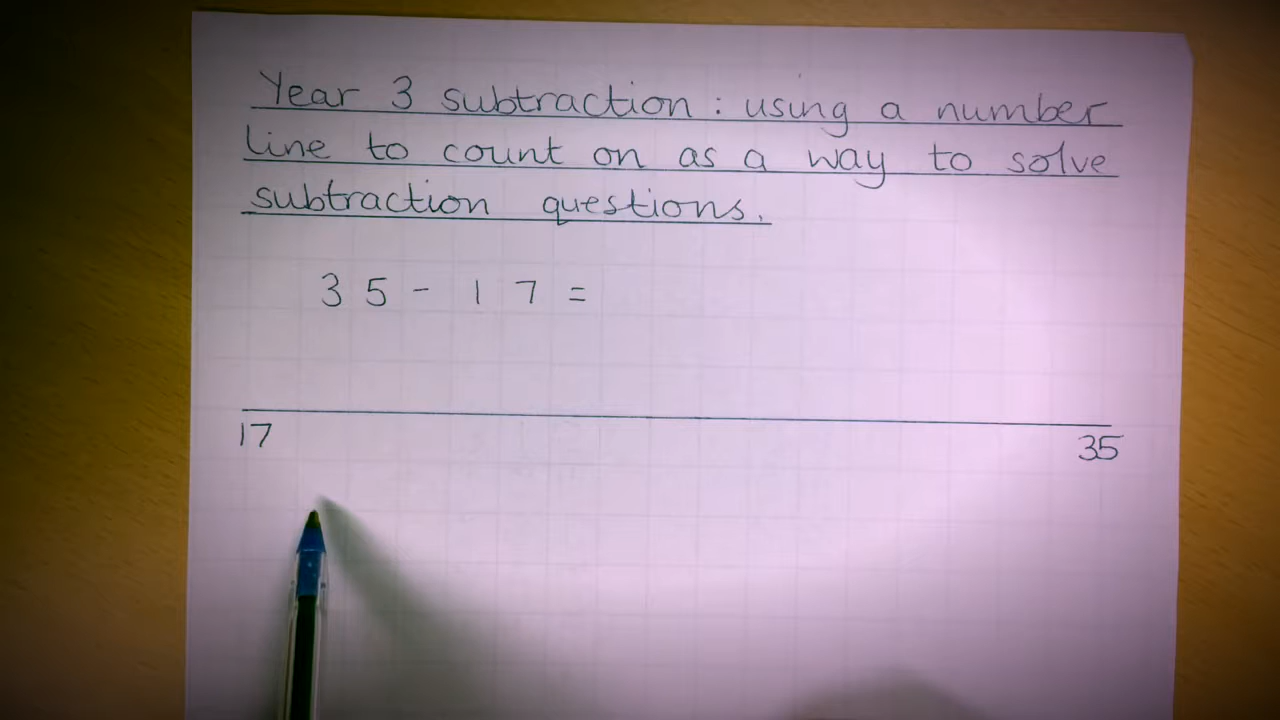 Year 3 subtraction: using a number
line to count on as a way to solve
subtraction questions.
35 - 17 =
17 35